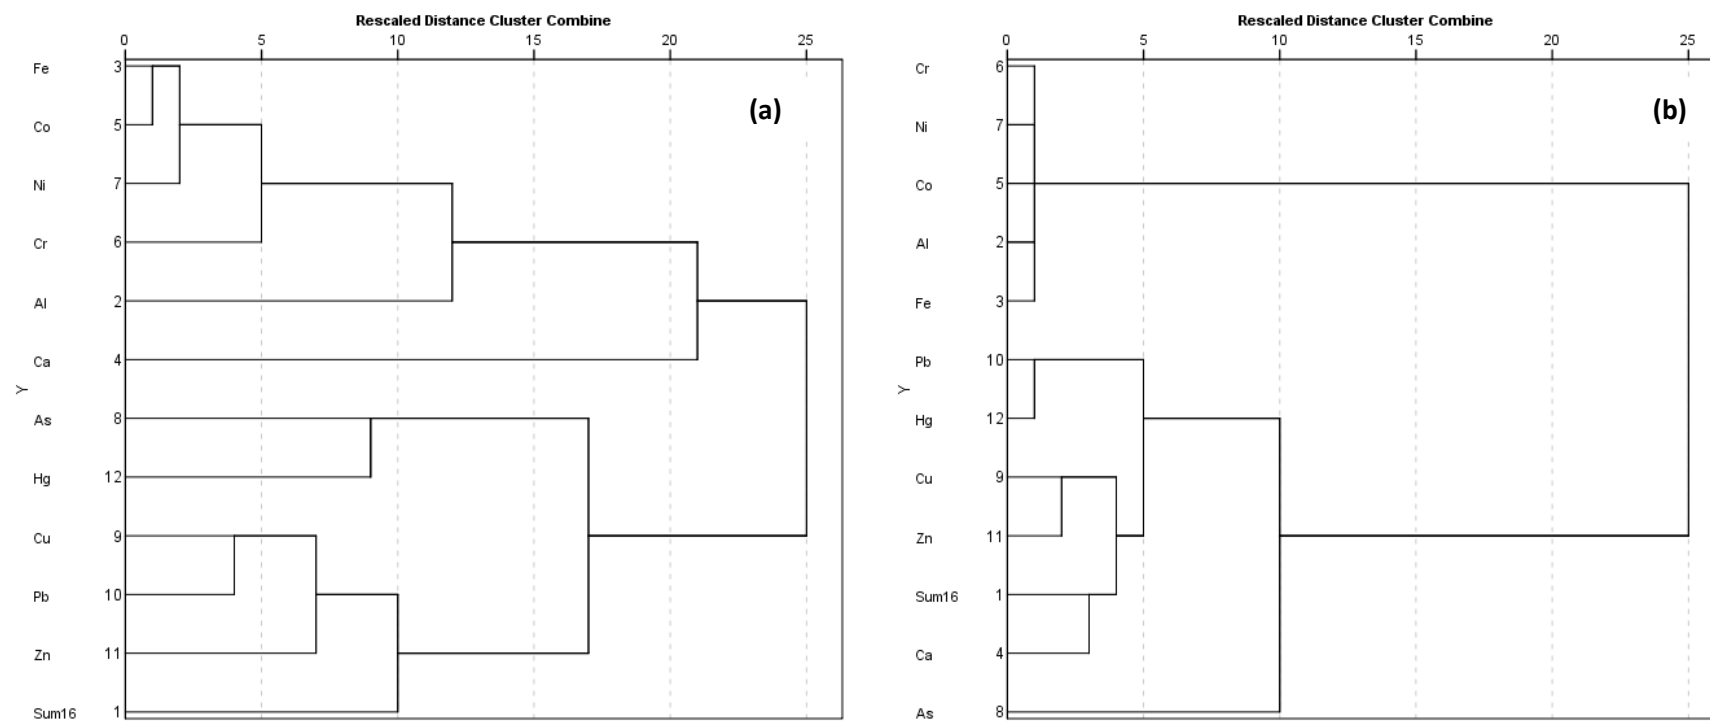 Rescaled Distance Cluster Combine
0 5 10 15 20 25
Fe 3
Co 5
Ni 7
Cr 6
Al 2
Ca 4
As 8
Hg 12
Cu 9
Pb 10
Zn 11
Sum16 1
Y
(a)
Rescaled Distance Cluster Combine
0 5 10 15 20 25
Cr 6
Ni 7
Co 5
Al 2
Fe 3
Pb 10
Hg 12
Cu 9
Zn 11
Sum16 1
Ca 4
As 8
Y
(b)